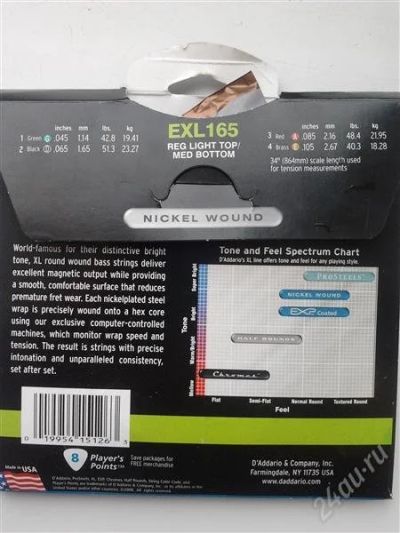 inches mm lbs. kg
1 Green G .045 1.14 42.8 19.41
2 Black D .065 1.65 51.3 23.27
EXL165
REG LIGHT TOP/
MED BOTTOM
inches mm lbs. kg
3 Red A .085 2.16 48.4 21.95
4 Brass E .105 2.67 40.3 18.28
34" (864mm) scale length used
for tension measurements
NICKEL WOUND
World-famous for their distinctive bright
tone, XL round wound bass strings deliver
excellent magnetic output while providing
a smooth, comfortable surface that reduces
premature fret wear. Each nickelplated steel
wrap is precisely wound onto a hex core
using our exclusive computer-controlled
machines, which monitor wrap speed and
tension. The result is strings with precise
intonation and unparalleled consistency,
set after set.
Tone and Feel Spectrum Chart
D'Addario's XL line offers tone and feel for any playing style.
Super Bright
Bright
Warm/Bright
Mellow
Tone
PROSTEELS
NICKEL WOUND
EXP Coated
HALF ROUNDS
Chromes
Flat Semi-Flat Normal Round Textured Round
Feel
0 19954 15126 3
Made in USA
8 Player's Points
Save packages for
FREE merchandise
D'Addario & Company, Inc.
Farmingdale, NY 11735 USA
www.daddario.com
24au.ru